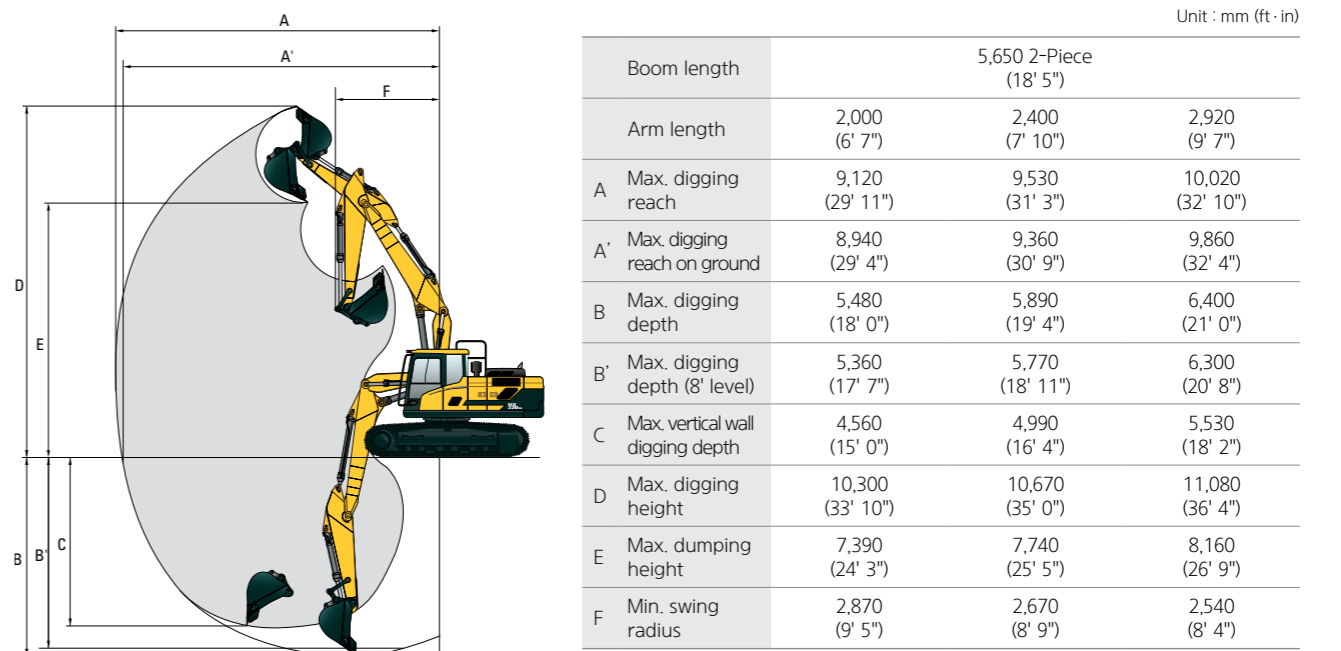 Unit : mm (ft · in)
A
A'
F
D
E
B
B'
C
Boom length
5,650 2-Piece
(18' 5")
Arm length
2,000
(6' 7")
2,400
(7' 10")
2,920
(9' 7")
A
Max. digging
reach
9,120
(29' 11")
9,530
(31' 3")
10,020
(32' 10")
A'
Max. digging
reach on ground
8,940
(29' 4")
9,360
(30' 9")
9,860
(32' 4")
B
Max. digging
depth
5,480
(18' 0")
5,890
(19' 4")
6,400
(21' 0")
B'
Max. digging
depth (8' level)
5,360
(17' 7")
5,770
(18' 11")
6,300
(20' 8")
C
Max. vertical wall
digging depth
4,560
(15' 0")
4,990
(16' 4")
5,530
(18' 2")
D
Max. digging
height
10,300
(33' 10")
10,670
(35' 0")
11,080
(36' 4")
E
Max. dumping
height
7,390
(24' 3")
7,740
(25' 5")
8,160
(26' 9")
F
Min. swing
radius
2,870
(9' 5")
2,670
(8' 9")
2,540
(8' 4")